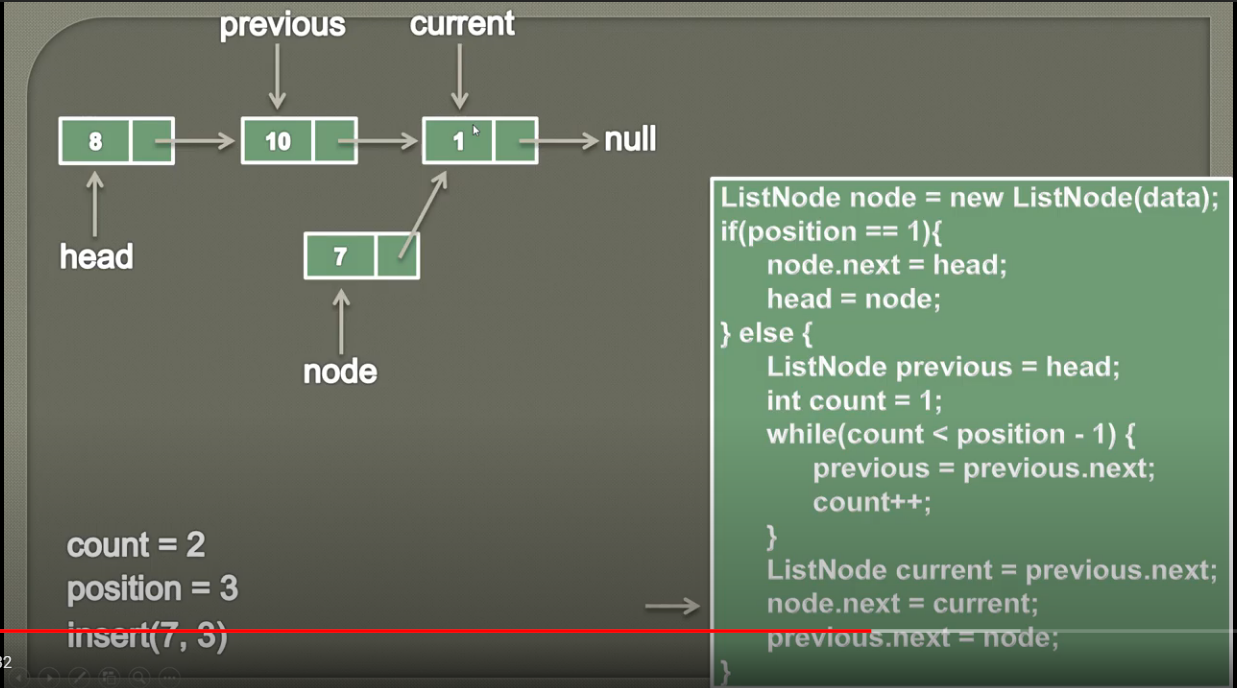 previous current
8 10 1 null
head
7
node
count = 2
position = 3
insert(7, 3)
ListNode node = new ListNode(data);
if(position == 1){
node.next = head;
head = node;
} else {
ListNode previous = head;
int count = 1;
while(count < position - 1) {
previous = previous.next;
count++;
}
ListNode current = previous.next;
node.next = current;
previous.next = node;
}
32